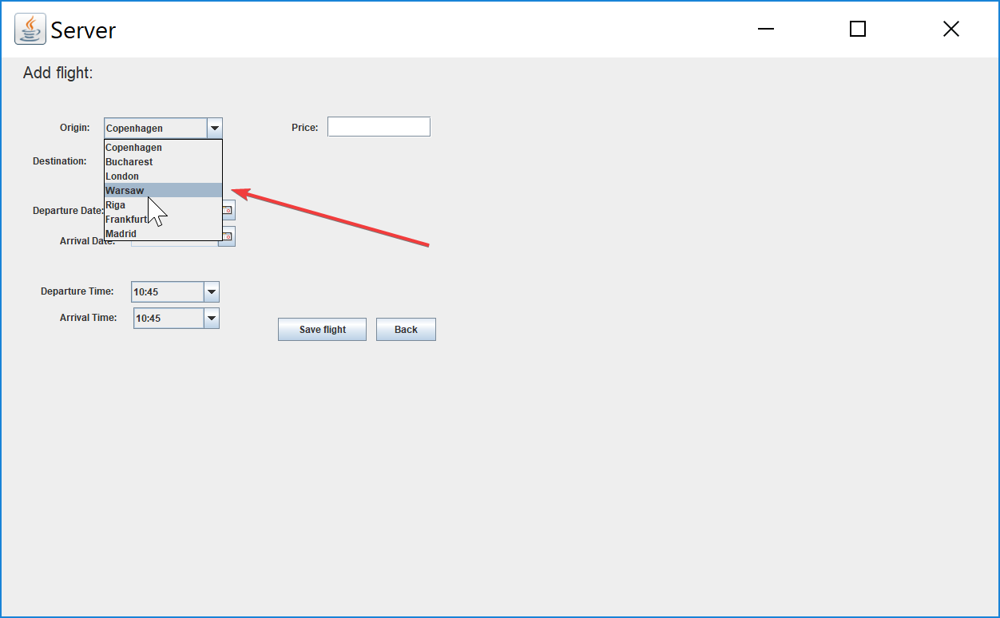 Server
Add flight:
Origin: Copenhagen Price:
Copenhagen
Destination: Bucharest
London
Warsaw
Departure Date: Riga
Frankfurt
Arrival Date: Madrid
Departure Time: 10:45
Arrival Time: 10:45
Save flight Back